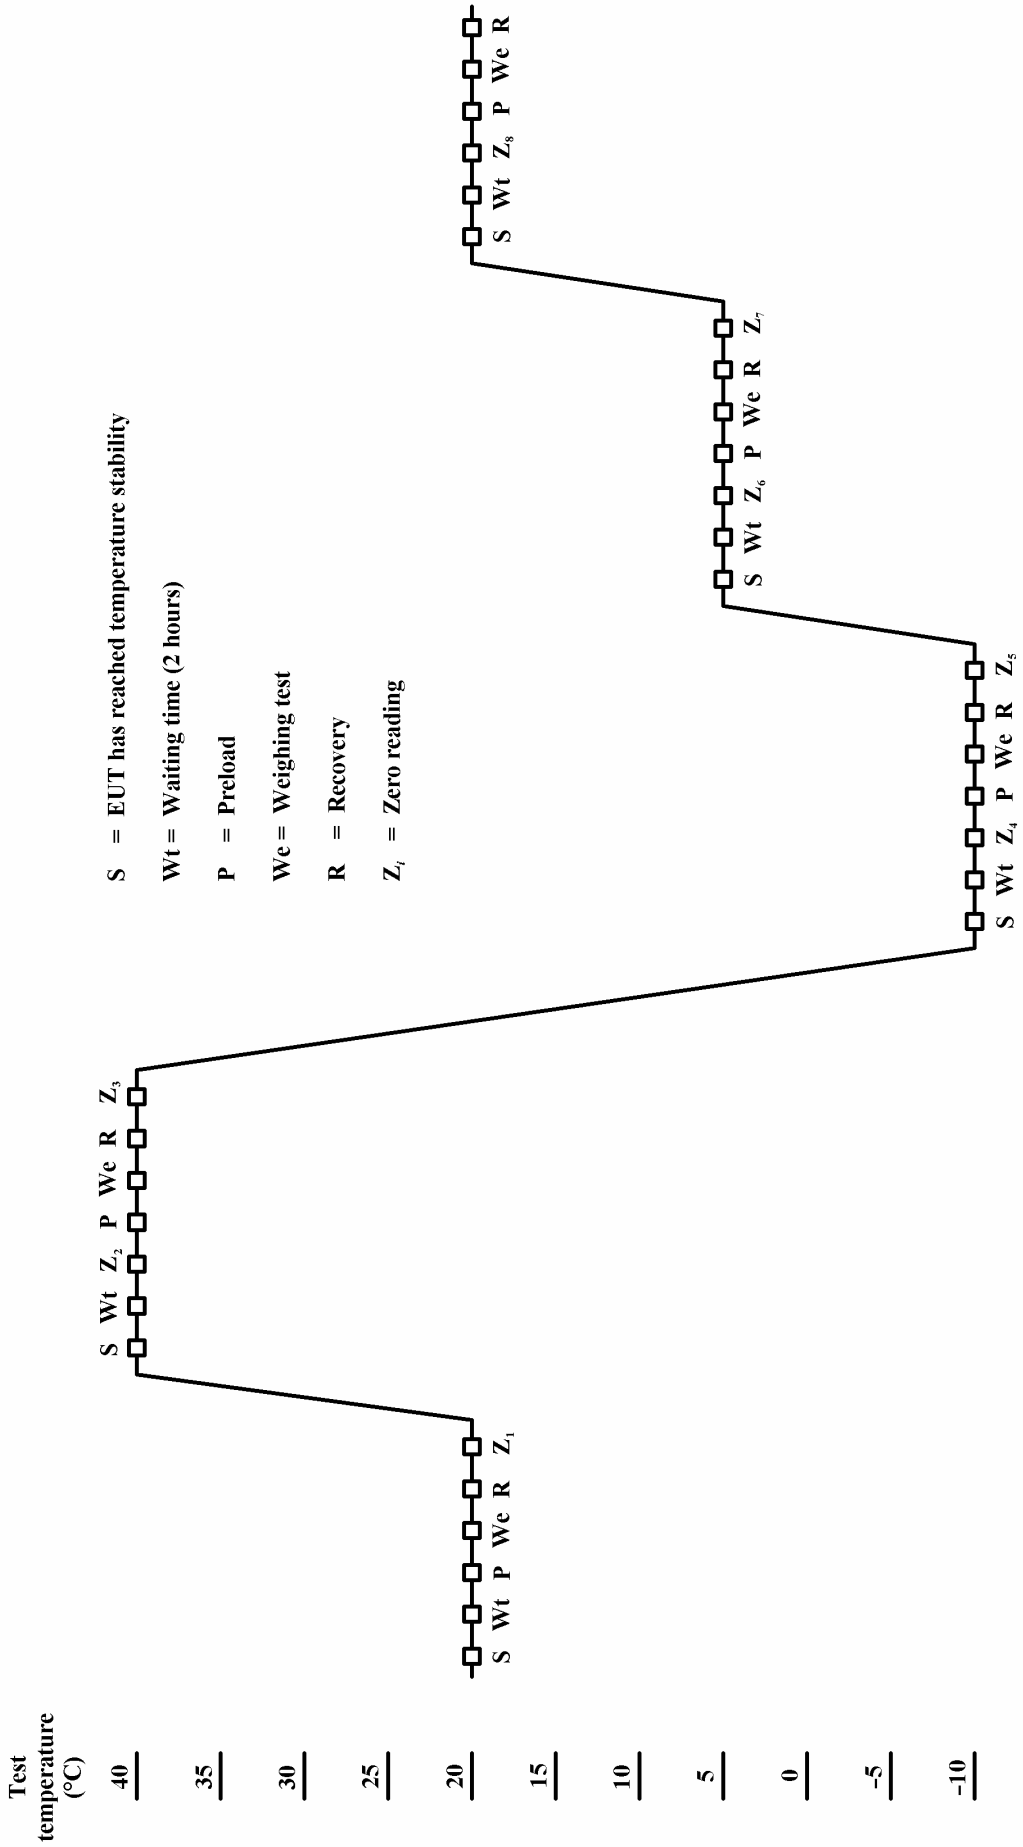 Test
temperature
(°C)
40
35
30
25
20
15
10
5
0
−5
−10
S Wt P We R Z₁
S Wt Z₂ P We R Z₃
S Wt Z₄ P We R Z₅
S Wt Z₆ P We R Z₇
S Wt Z₈ P We R
S = EUT has reached temperature stability
Wt = Waiting time (2 hours)
P = Preload
We = Weighing test
R = Recovery
Zᵢ = Zero reading